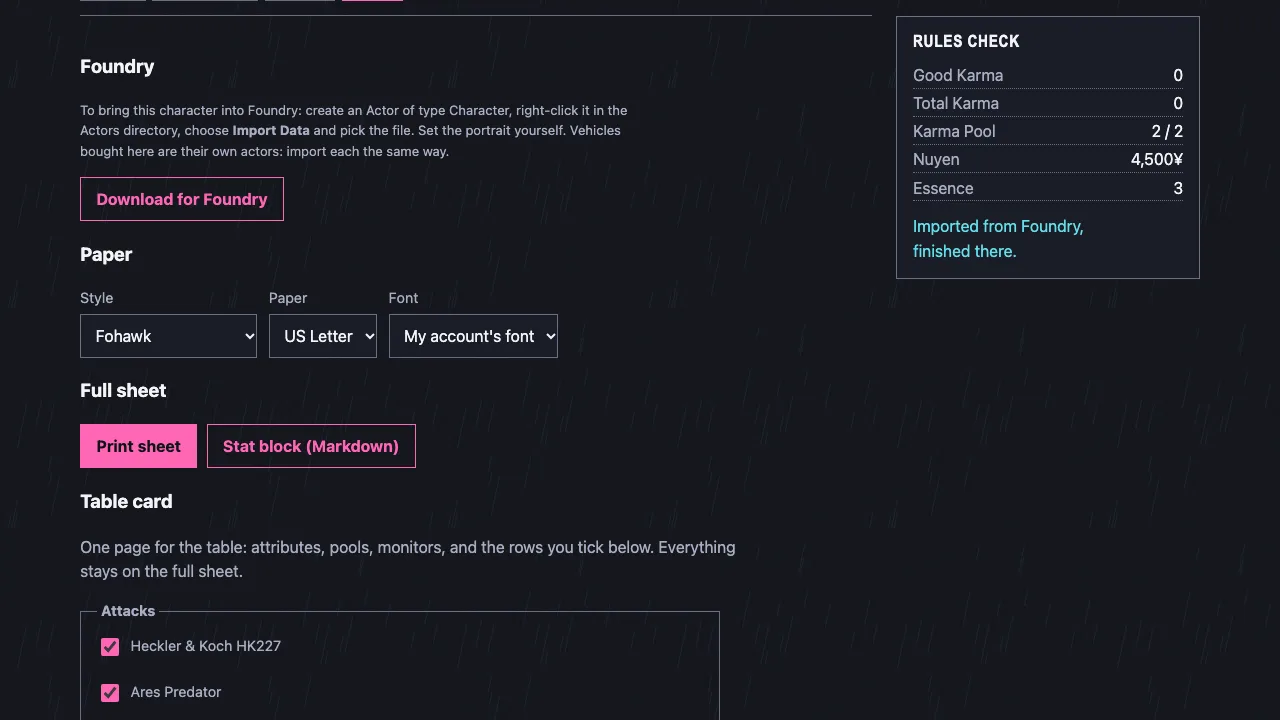 Foundry
To bring this character into Foundry: create an Actor of type Character, right-click it in the
Actors directory, choose Import Data and pick the file. Set the portrait yourself. Vehicles
bought here are their own actors: import each the same way.
Download for Foundry
Paper
Style
Paper
Font
Fohawk
US Letter
My account's font
Full sheet
Print sheet
Stat block (Markdown)
Table card
One page for the table: attributes, pools, monitors, and the rows you tick below. Everything
stays on the full sheet.
Attacks
Heckler & Koch HK227
Ares Predator
RULES CHECK
Good Karma 0
Total Karma 0
Karma Pool 2 / 2
Nuyen 4,500¥
Essence 3
Imported from Foundry,
finished there.